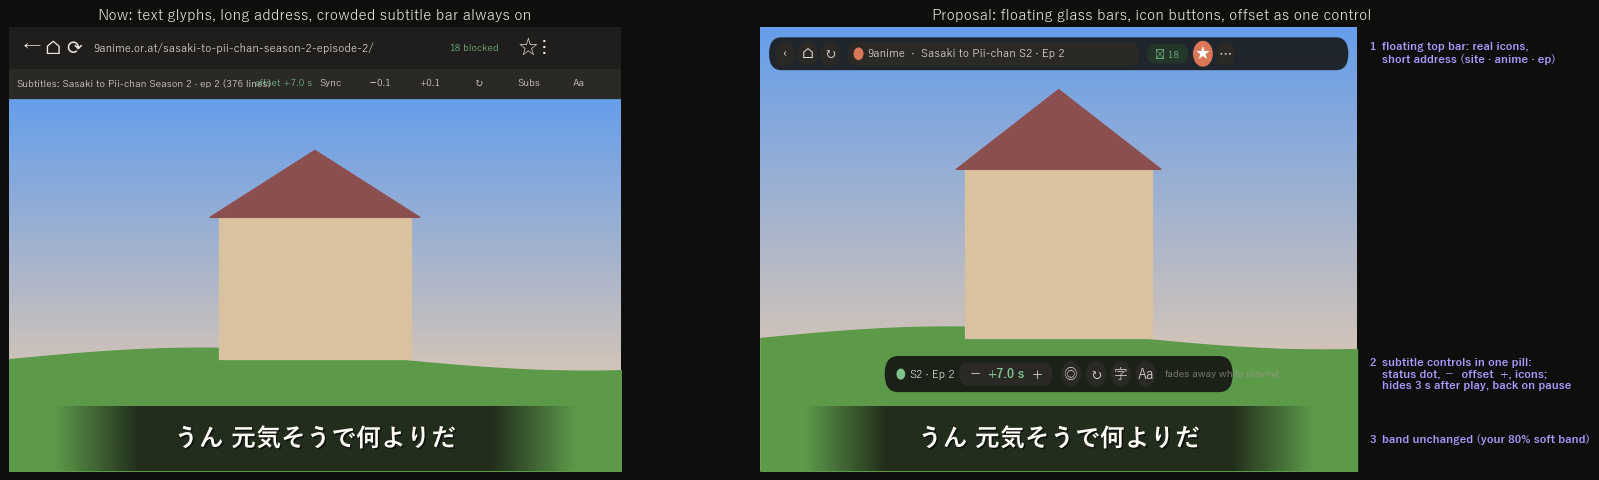 Now: text glyphs, long address, crowded subtitle bar always on
9anime.or.at/sasaki-to-pii-chan-season-2-episode-2/
18 blocked
Subtitles: Sasaki to Pii-chan Season 2 · ep 2 (376 lines)
offset +7.0 s
Sync
−0.1
+0.1
Subs
Aa
うん 元気そうで何よりだ
Proposal: floating glass bars, icon buttons, offset as one control
9anime · Sasaki to Pii-chan S2 · Ep 2
18
S2 · Ep 2
− +7.0 s +
字
Aa
fades away while playing
うん 元気そうで何よりだ
1 floating top bar: real icons,
short address (site · anime · ep)
2 subtitle controls in one pill:
status dot, − offset +, icons;
hides 3 s after play, back on pause
3 band unchanged (your 80% soft band)